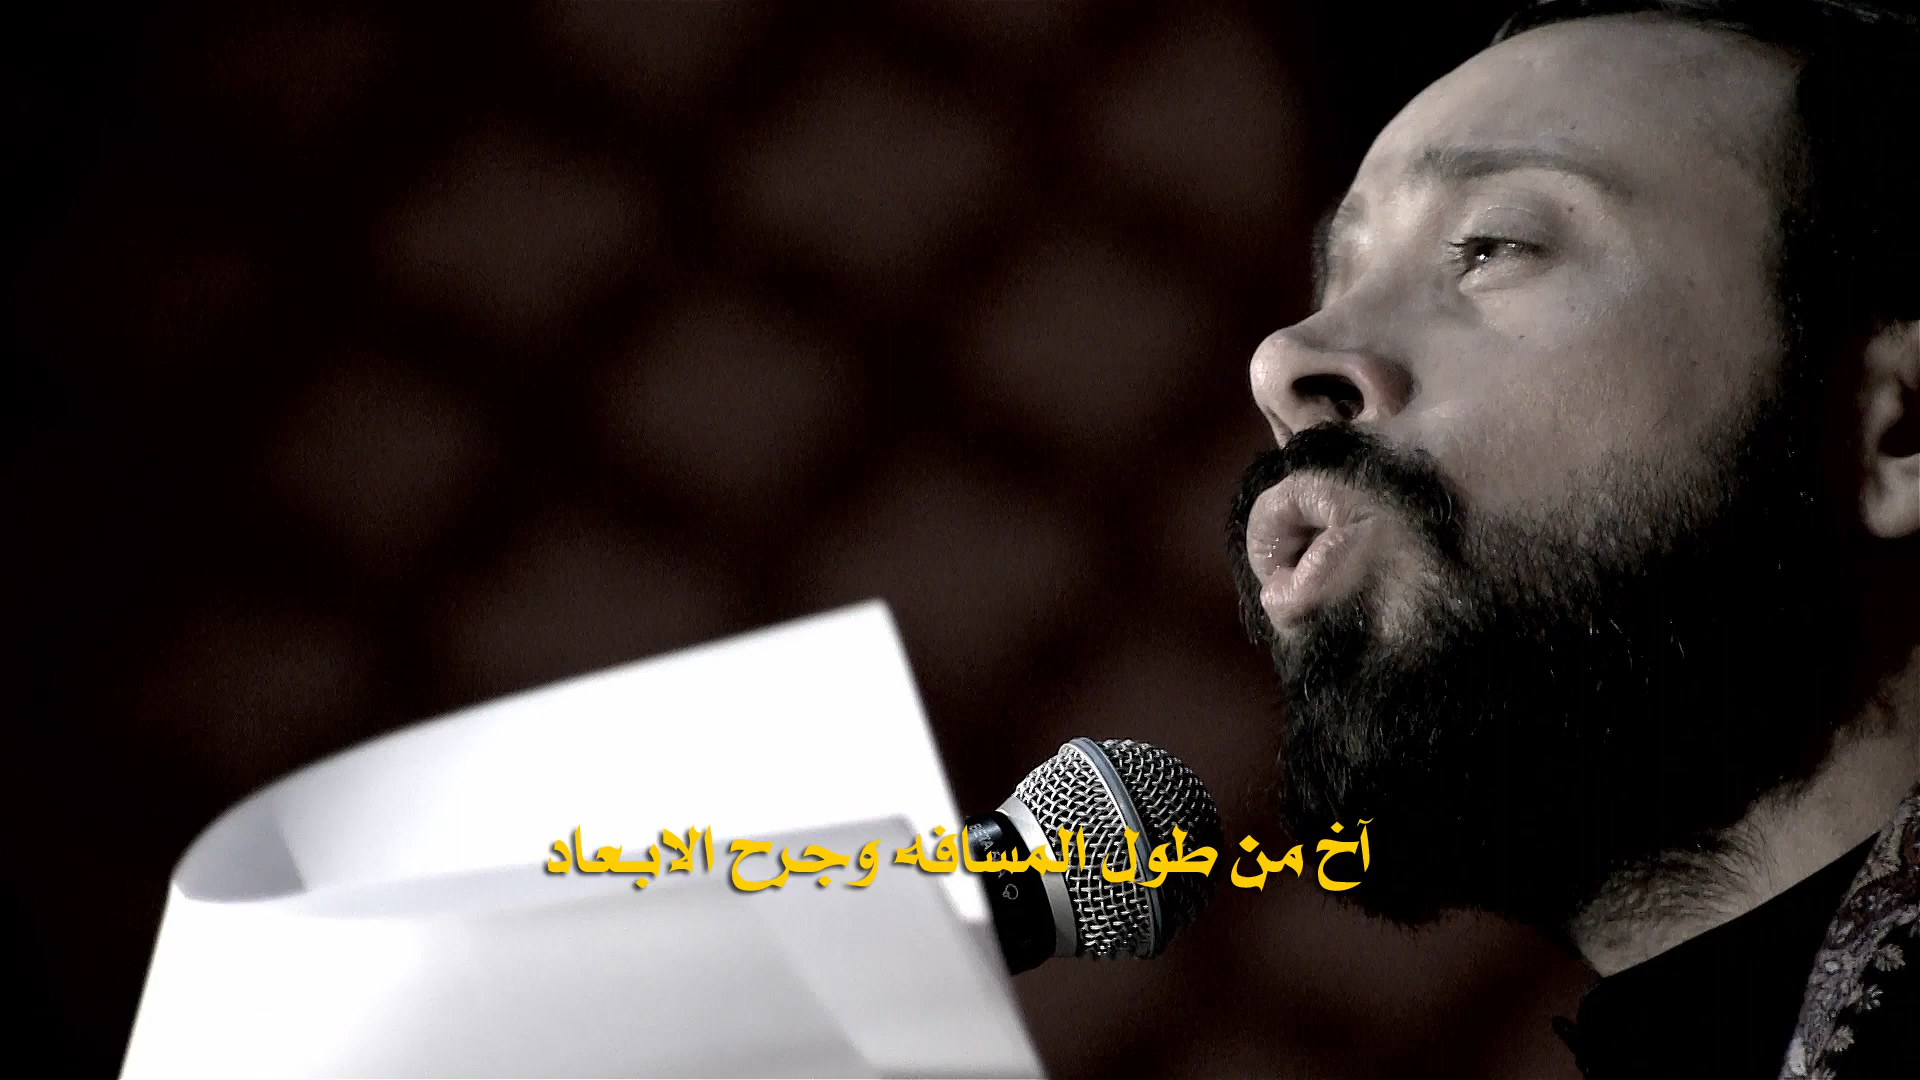 آخ من طول المسافه وجرح الابعاد